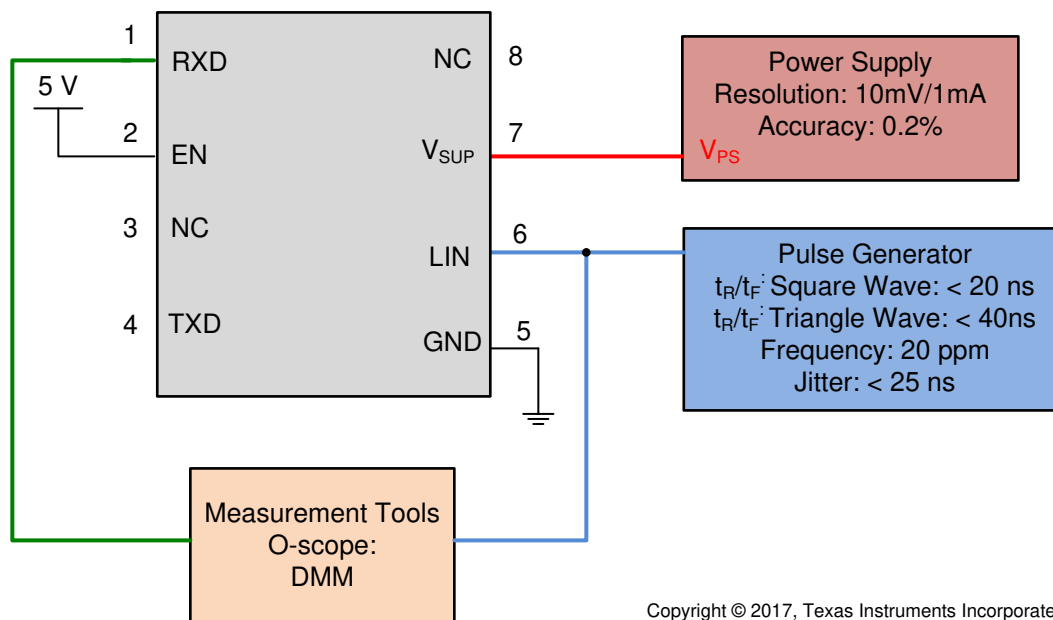 1
RXD
NC
8
Power Supply
Resolution: 10mV/1mA
Accuracy: 0.2%
5 V
2
EN
VSUP
7
VPS
3
NC
LIN
6
Pulse Generator
tR/tF: Square Wave: < 20 ns
tR/tF: Triangle Wave: < 40ns
Frequency: 20 ppm
Jitter: < 25 ns
4
TXD
GND
5
Measurement Tools
O-scope:
DMM
Copyright © 2017, Texas Instruments Incorporate